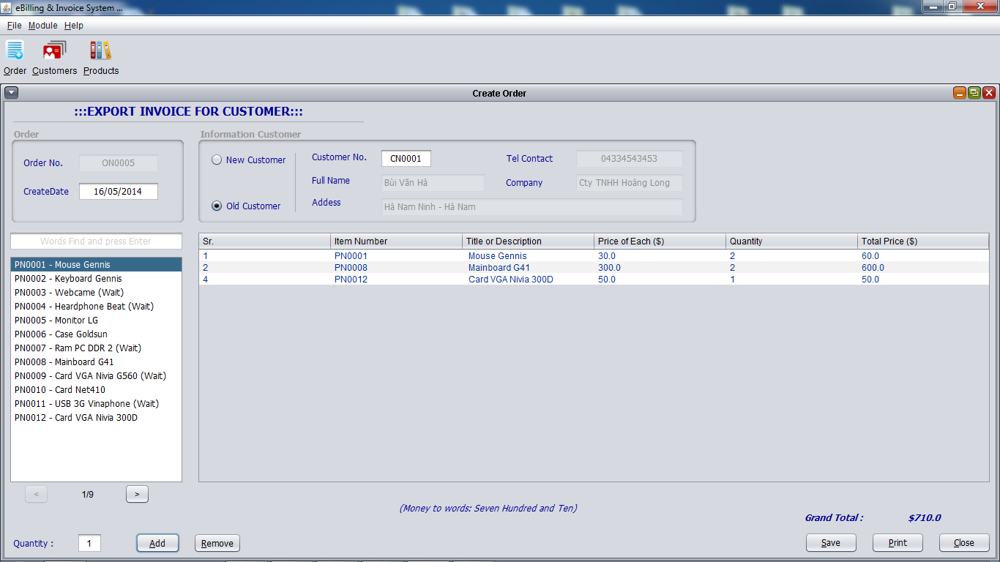 eBilling & Invoice System ...
File Module Help
Order Customers Products
Create Order
:::EXPORT INVOICE FOR CUSTOMER:::
Order
Order No. ON0005
CreateDate 16/05/2014
Information Customer
New Customer
Old Customer
Customer No. CN0001 Tel Contact 04334543453
Full Name Bùi Văn Hà Company Cty TNHH Hoàng Long
Addess Hà Nam Ninh - Hà Nam
Words Find and press Enter
PN0001 - Mouse Gennis
PN0002 - Keyboard Gennis
PN0003 - Webcame (Wait)
PN0004 - Heardphone Beat (Wait)
PN0005 - Monitor LG
PN0006 - Case Goldsun
PN0007 - Ram PC DDR 2 (Wait)
PN0008 - Mainboard G41
PN0009 - Card VGA Nivia G560 (Wait)
PN0010 - Card Net410
PN0011 - USB 3G Vinaphone (Wait)
PN0012 - Card VGA Nivia 300D
< 1/9 >
Sr. Item Number Title or Description Price of Each ($) Quantity Total Price ($)
1 PN0001 Mouse Gennis 30.0 2 60.0
2 PN0008 Mainboard G41 300.0 2 600.0
4 PN0012 Card VGA Nivia 300D 50.0 1 50.0
(Money to words: Seven Hundred and Ten)
Grand Total : $710.0
Quantity : 1 Add Remove Save Print Close